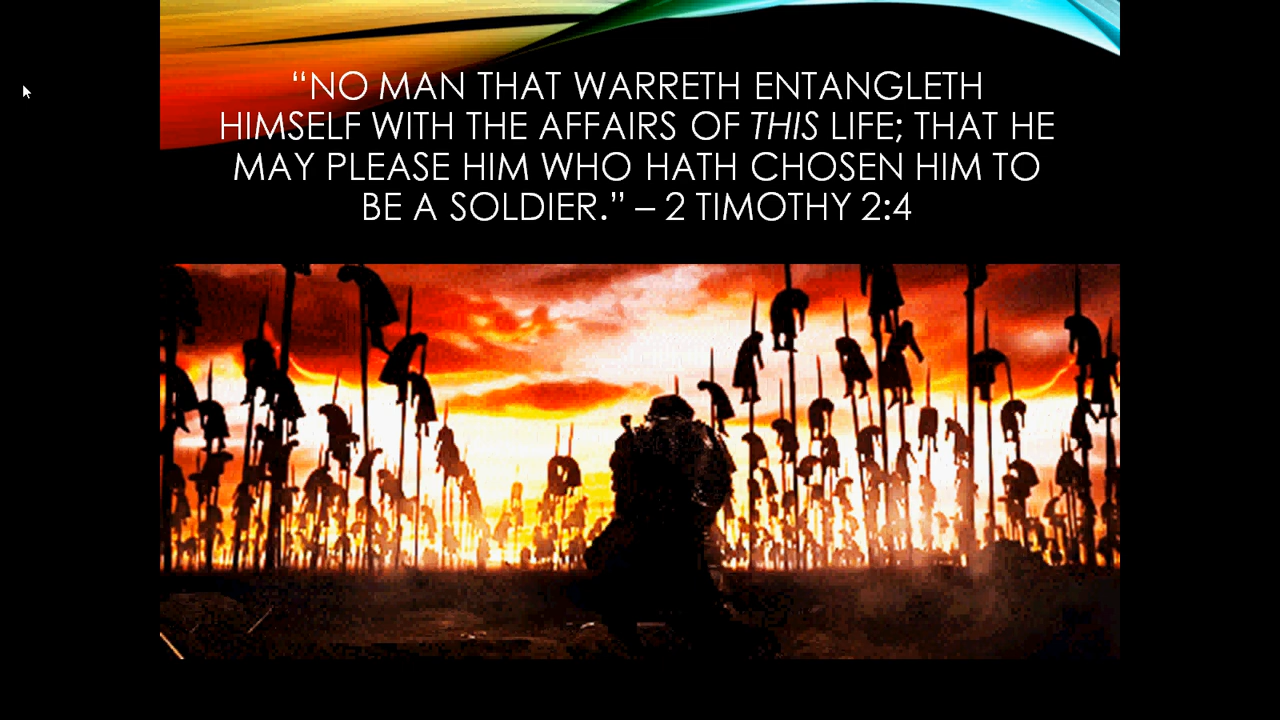 “NO MAN THAT WARRETH ENTANGLETH
HIMSELF WITH THE AFFAIRS OF THIS LIFE; THAT HE
MAY PLEASE HIM WHO HATH CHOSEN HIM TO
BE A SOLDIER.” – 2 TIMOTHY 2:4